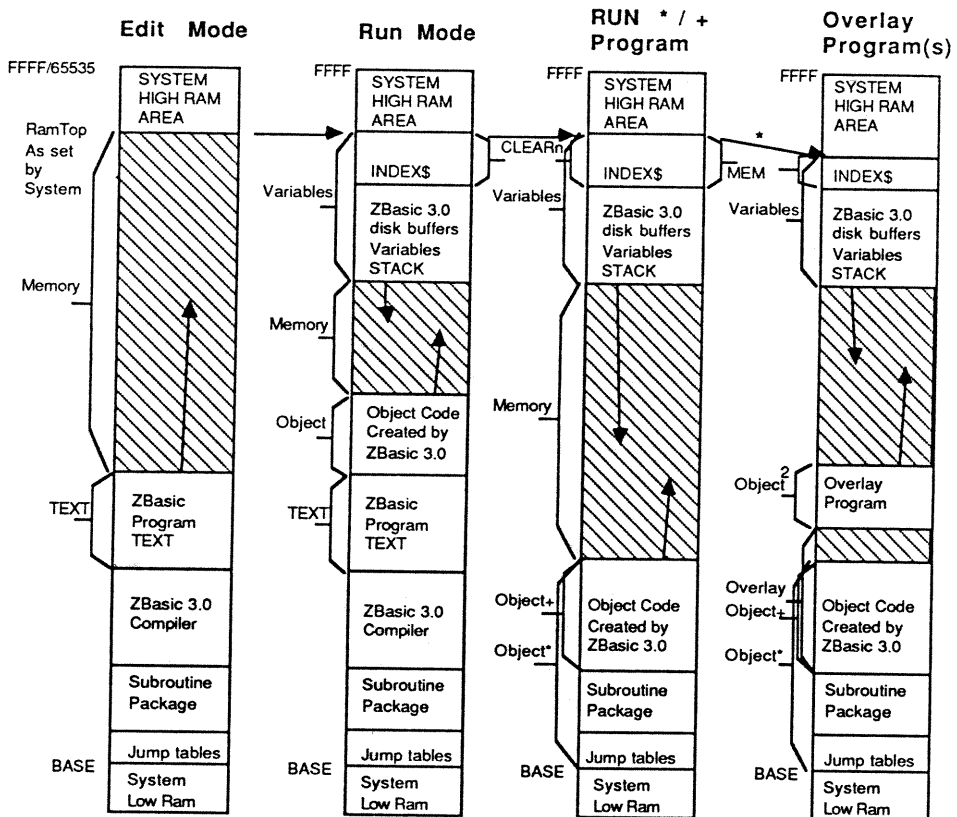 Edit Mode
FFFF/65535
SYSTEM
HIGH RAM
AREA
RamTop
As set
by
System
Memory
TEXT
ZBasic
Program
TEXT
ZBasic 3.0
Compiler
Subroutine
Package
Jump tables
BASE
System
Low Ram
Run Mode
FFFF
SYSTEM
HIGH RAM
AREA
INDEX$
CLEARn
Variables
ZBasic 3.0
disk buffers
Variables
STACK
Memory
Object
Object Code
Created by
ZBasic 3.0
TEXT
ZBasic
Program
TEXT
ZBasic 3.0
Compiler
Subroutine
Package
Jump tables
BASE
System
Low Ram
RUN * / +
Program
FFFF
SYSTEM
HIGH RAM
AREA
INDEX$
MEM
*
Variables
ZBasic 3.0
disk buffers
Variables
STACK
Memory
Object+
Object*
Object Code
Created by
ZBasic 3.0
Subroutine
Package
Jump tables
BASE
System
Low Ram
Overlay
Program(s)
FFFF
SYSTEM
HIGH RAM
AREA
INDEX$
Variables
ZBasic 3.0
disk buffers
Variables
STACK
Object 2
Overlay
Program
Overlay
Object+
Object*
Object Code
Created by
ZBasic 3.0
Subroutine
Package
Jump tables
BASE
System
Low Ram